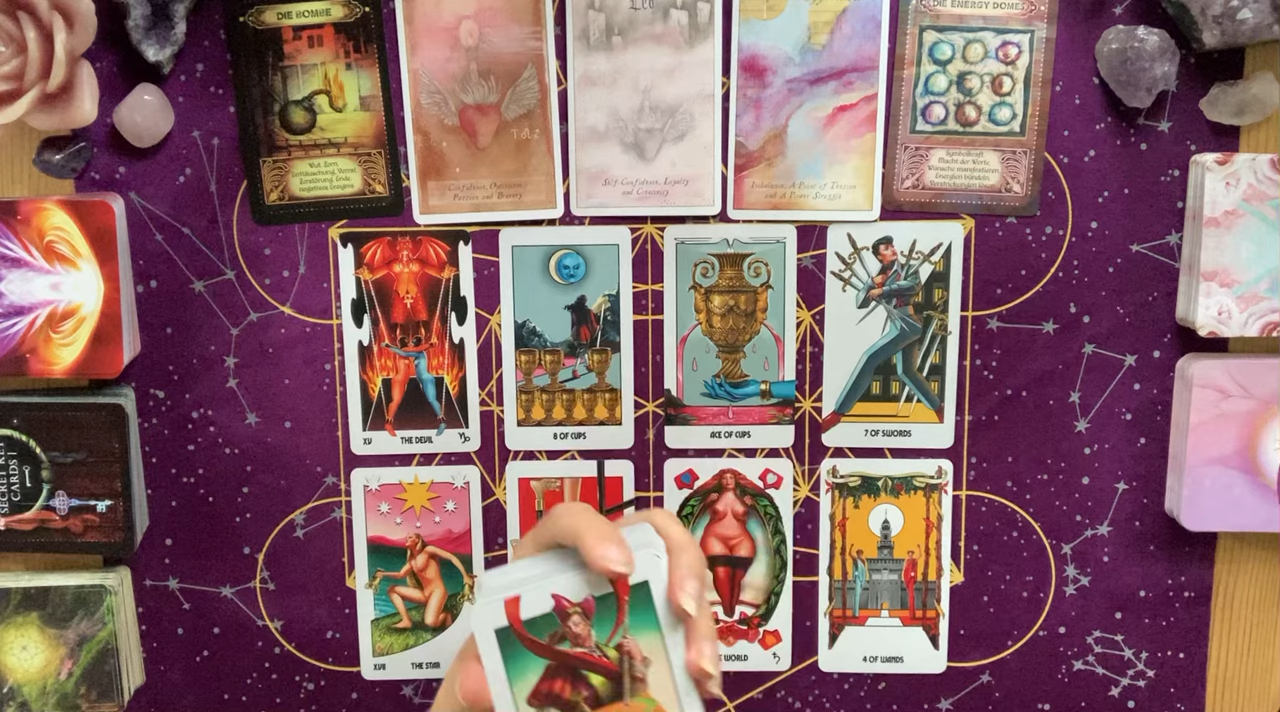 DIE BOMBE
Wut, Zorn,
Enttäuschung, Verrat
Zerstörung, Ende
negatives Ereignis
Confidence, Optimism
Passion and Bravery
Leo
Self-Confidence, Loyalty
and Creativity
Imbalance, A Point of Tension
and A Power Struggle
DIE ENERGY DOMES
Symbolkraft,
Macht der Worte,
Wünsche manifestieren
Energien bündeln,
Verstrickungen lösen
XV THE DEVIL
8 OF CUPS
ACE OF CUPS
7 OF SWORDS
SECRET KEY
CARDS
XVII THE STAR
WORLD
4 OF WANDS